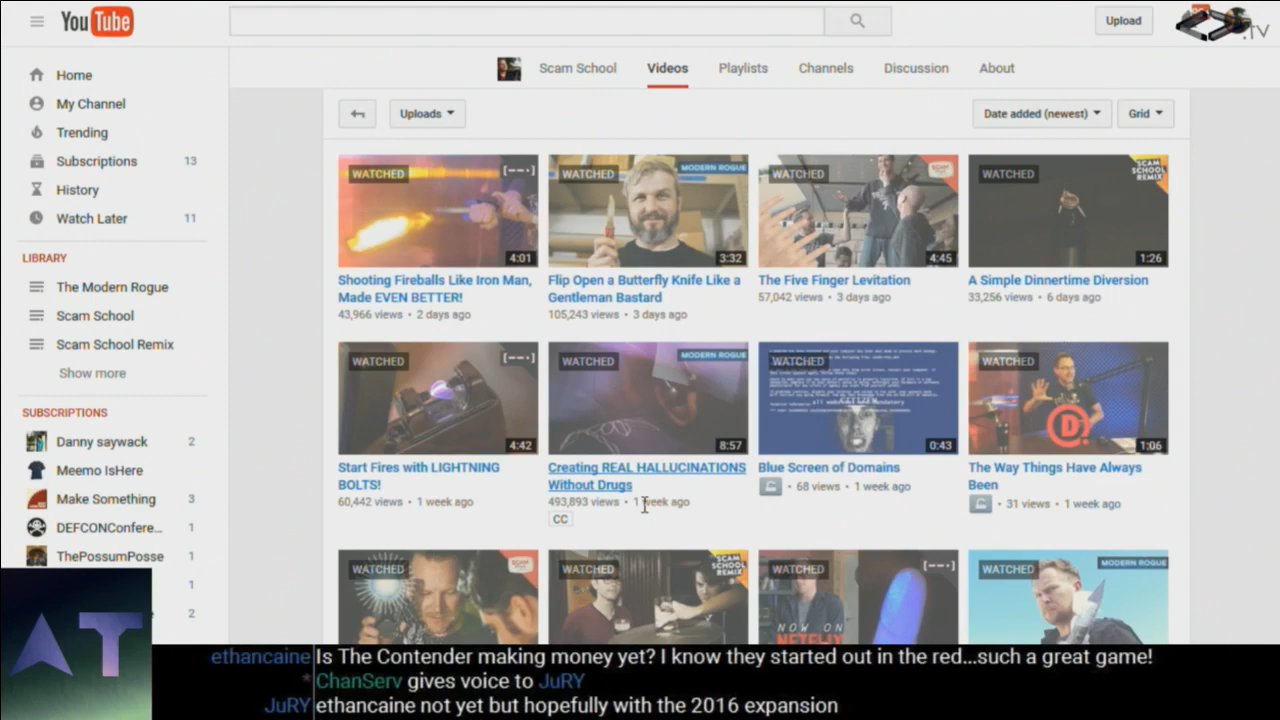 YouTube
Upload
.TV
Home
My Channel
Trending
Subscriptions 13
History
Watch Later 11
LIBRARY
The Modern Rogue
Scam School
Scam School Remix
Show more
SUBSCRIPTIONS
Danny saywack 2
Meemo IsHere
Make Something 3
DEFCONConfere... 1
ThePossumPosse 1
1
2
Scam School Videos Playlists Channels Discussion About
Uploads Date added (newest) Grid
WATCHED [--·] WATCHED MODERN ROGUE WATCHED SCAM WATCHED SCAM SCHOOL REMIX
4:01 3:32 4:45 1:26
Shooting Fireballs Like Iron Man, Flip Open a Butterfly Knife Like a The Five Finger Levitation A Simple Dinnertime Diversion
Made EVEN BETTER! Gentleman Bastard 57,042 views • 3 days ago 33,256 views • 6 days ago
43,966 views • 2 days ago 105,243 views • 3 days ago
WATCHED [--·] WATCHED MODERN ROGUE WATCHED WATCHED
D
4:42 8:57 0:43 1:06
Start Fires with LIGHTNING Creating REAL HALLUCINATIONS Blue Screen of Domains The Way Things Have Always
BOLTS! Without Drugs 68 views • 1 week ago Been
60,442 views • 1 week ago 493,893 views • 1 week ago 31 views • 1 week ago
CC
WATCHED SCAM WATCHED SCAM SCHOOL REMIX WATCHED [--·] WATCHED MODERN ROGUE
NOW ON
NETFLIX
AT
ethancaine Is The Contender making money yet? I know they started out in the red...such a great game!
* ChanServ gives voice to JuRY
JuRY ethancaine not yet but hopefully with the 2016 expansion